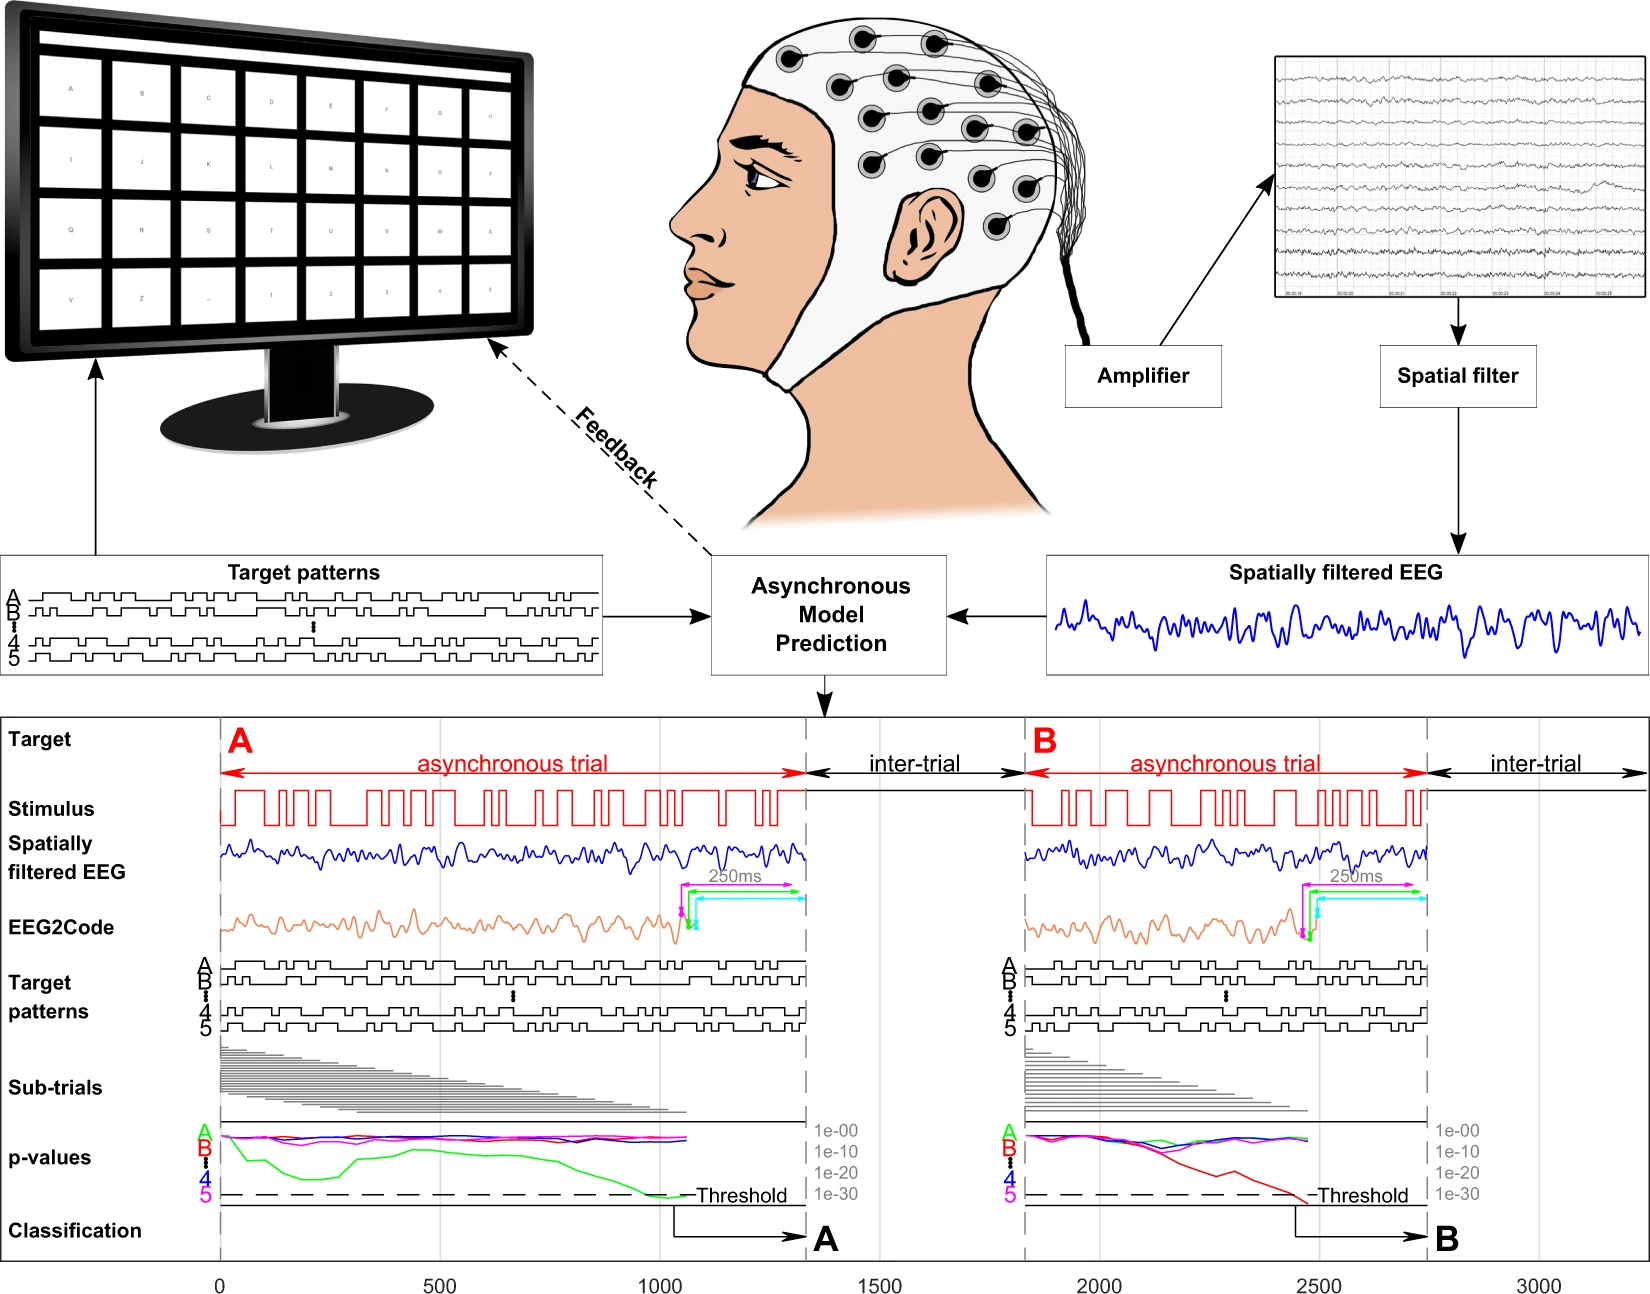 A B C D E F G H
I J K L M N O P
Q R S T U V W X
Y Z _ 1 2 3 4 5
Amplifier
Spatial filter
Feedback
Target patterns
A
B
4
5
Asynchronous
Model
Prediction
Spatially filtered EEG
Target
A
asynchronous trial
inter-trial
B
asynchronous trial
inter-trial
Stimulus
Spatially
filtered EEG
250ms
250ms
EEG2Code
Target
patterns
A
B
4
5
A
B
4
5
Sub-trials
p-values
A
B
4
5
1e-00
1e-10
1e-20
1e-30
Threshold
A
B
4
5
1e-00
1e-10
1e-20
1e-30
Threshold
Classification
A
B
0 500 1000 1500 2000 2500 3000